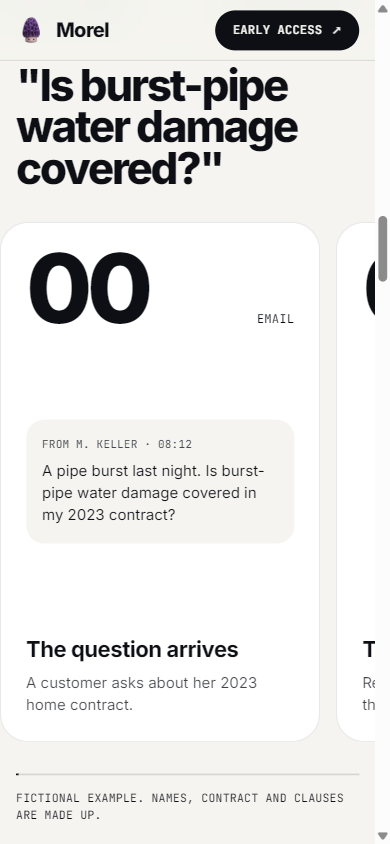 Morel
EARLY ACCESS ↗
"Is burst-pipe
water damage
covered?"
00
EMAIL
FROM M. KELLER · 08:12
A pipe burst last night. Is burst-
pipe water damage covered in
my 2023 contract?
The question arrives
A customer asks about her 2023
home contract.
FICTIONAL EXAMPLE. NAMES, CONTRACT AND CLAUSES
ARE MADE UP.